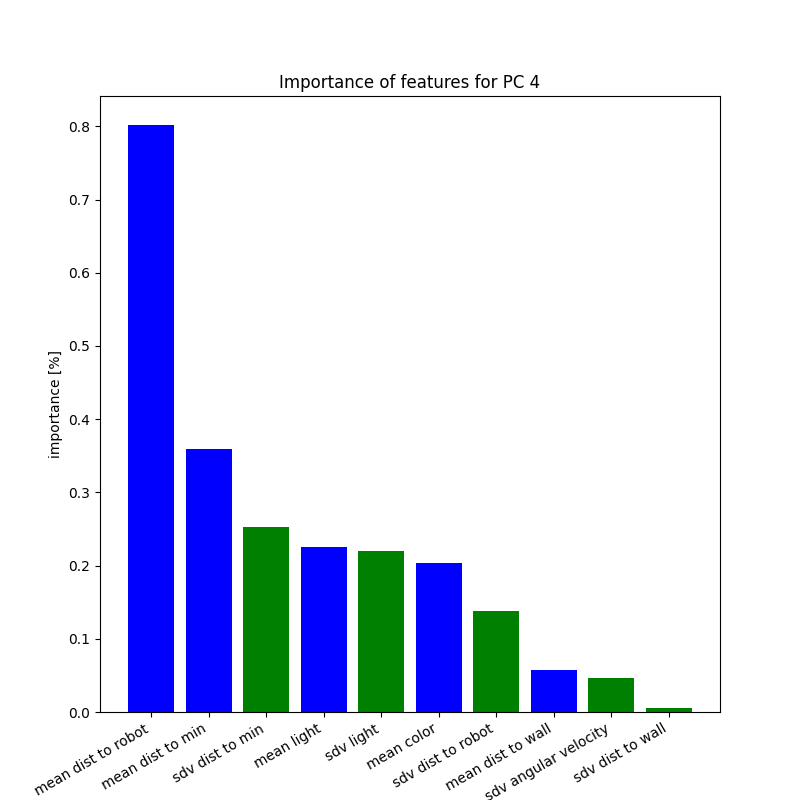 Importance of features for PC 4
importance [%]
0.8
0.7
0.6
0.5
0.4
0.3
0.2
0.1
0.0
mean dist to robot
mean dist to min
sdv dist to min
mean light
sdv light
mean color
sdv dist to robot
mean dist to wall
sdv angular velocity
sdv dist to wall